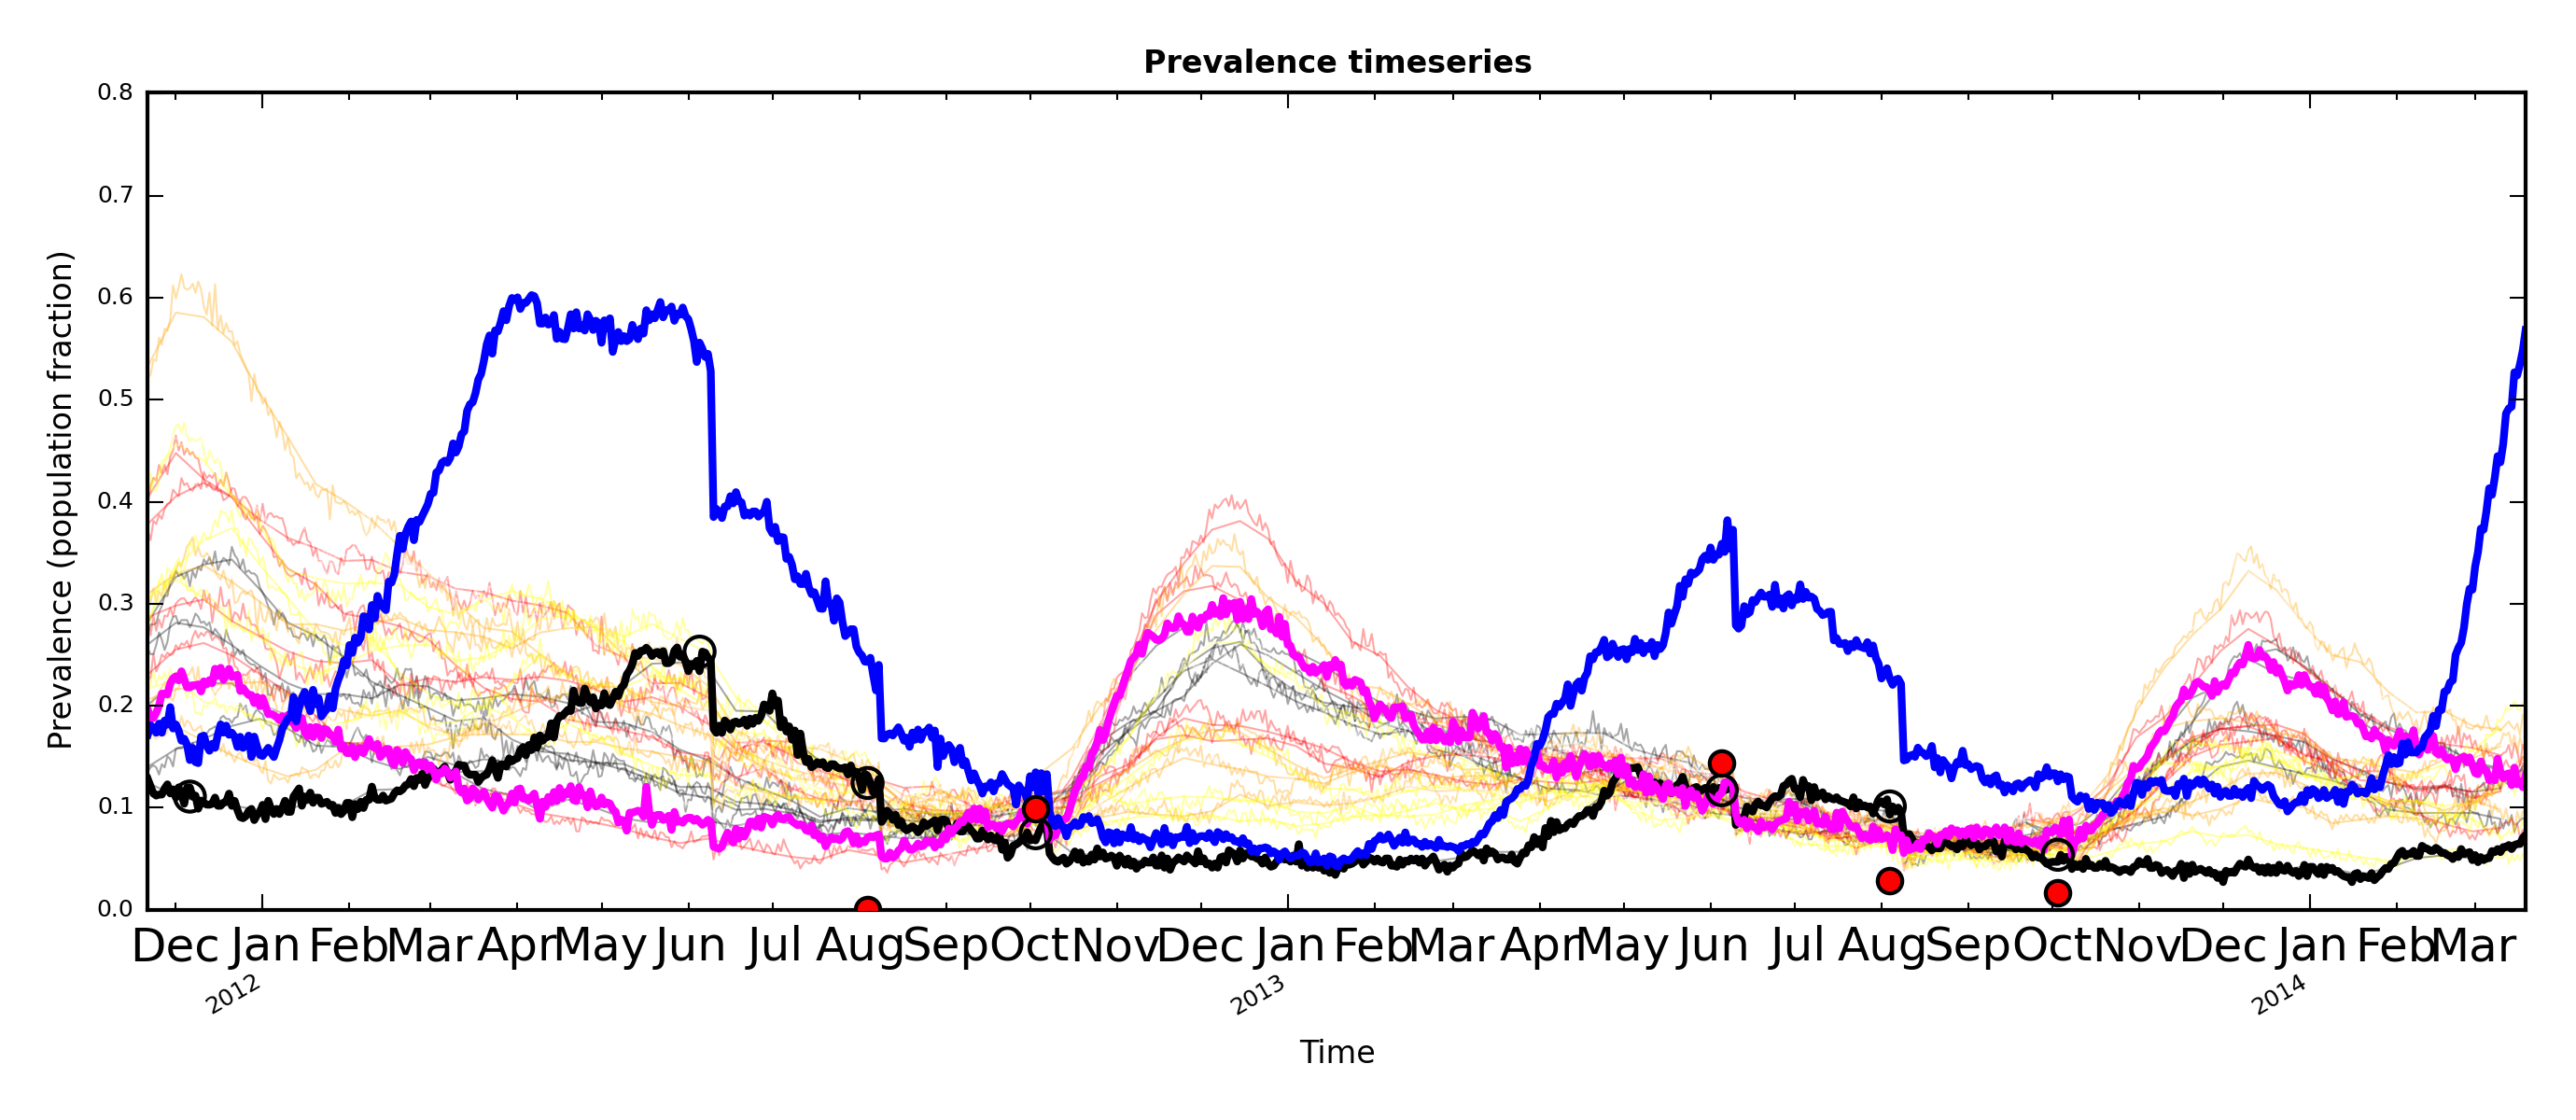 Prevalence timeseries
Prevalence (population fraction)
0.8
0.7
0.6
0.5
0.4
0.3
0.2
0.1
0.0
Dec Jan Feb Mar Apr May Jun Jul Aug Sep Oct Nov Dec Jan Feb Mar Apr May Jun Jul Aug Sep Oct Nov Dec Jan Feb Mar
2012 2013 2014
Time